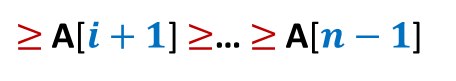 ≥ A[i + 1] ≥... ≥ A[n − 1]